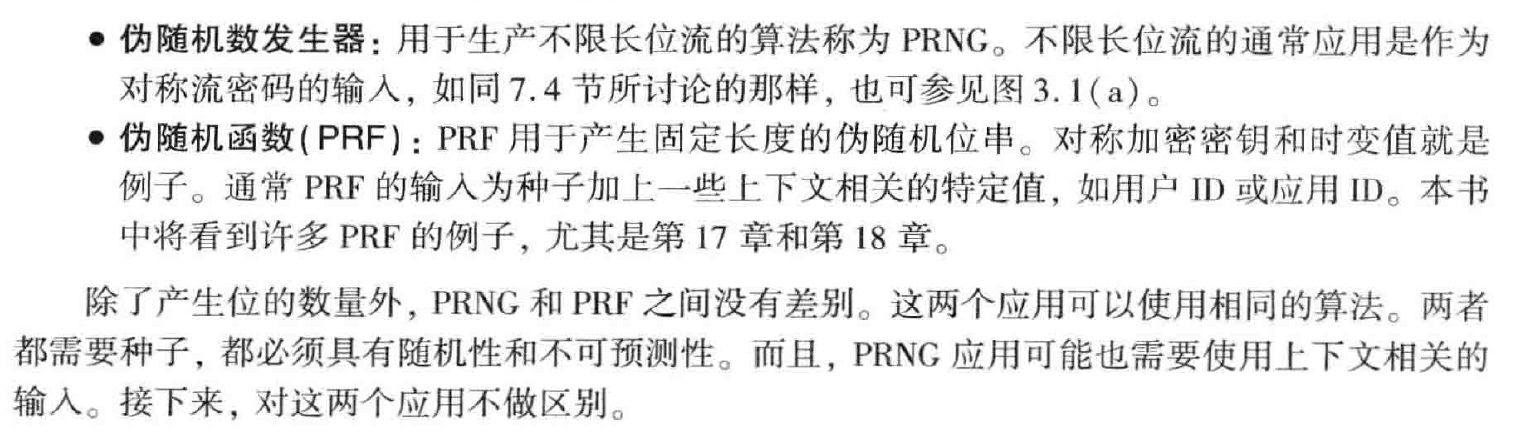 ● 伪随机数发生器：用于生产不限长位流的算法称为 PRNG。不限长位流的通常应用是作为
对称流密码的输入，如同 7.4 节所讨论的那样，也可参见图 3.1(a)。
● 伪随机函数(PRF)：PRF 用于产生固定长度的伪随机位串。对称加密密钥和时变值就是
例子。通常 PRF 的输入为种子加上一些上下文相关的特定值，如用户 ID 或应用 ID。本书
中将看到许多 PRF 的例子，尤其是第 17 章和第 18 章。
除了产生位的数量外，PRNG 和 PRF 之间没有差别。这两个应用可以使用相同的算法。两者
都需要种子，都必须具有随机性和不可预测性。而且，PRNG 应用可能也需要使用上下文相关的
输入。接下来，对这两个应用不做区别。